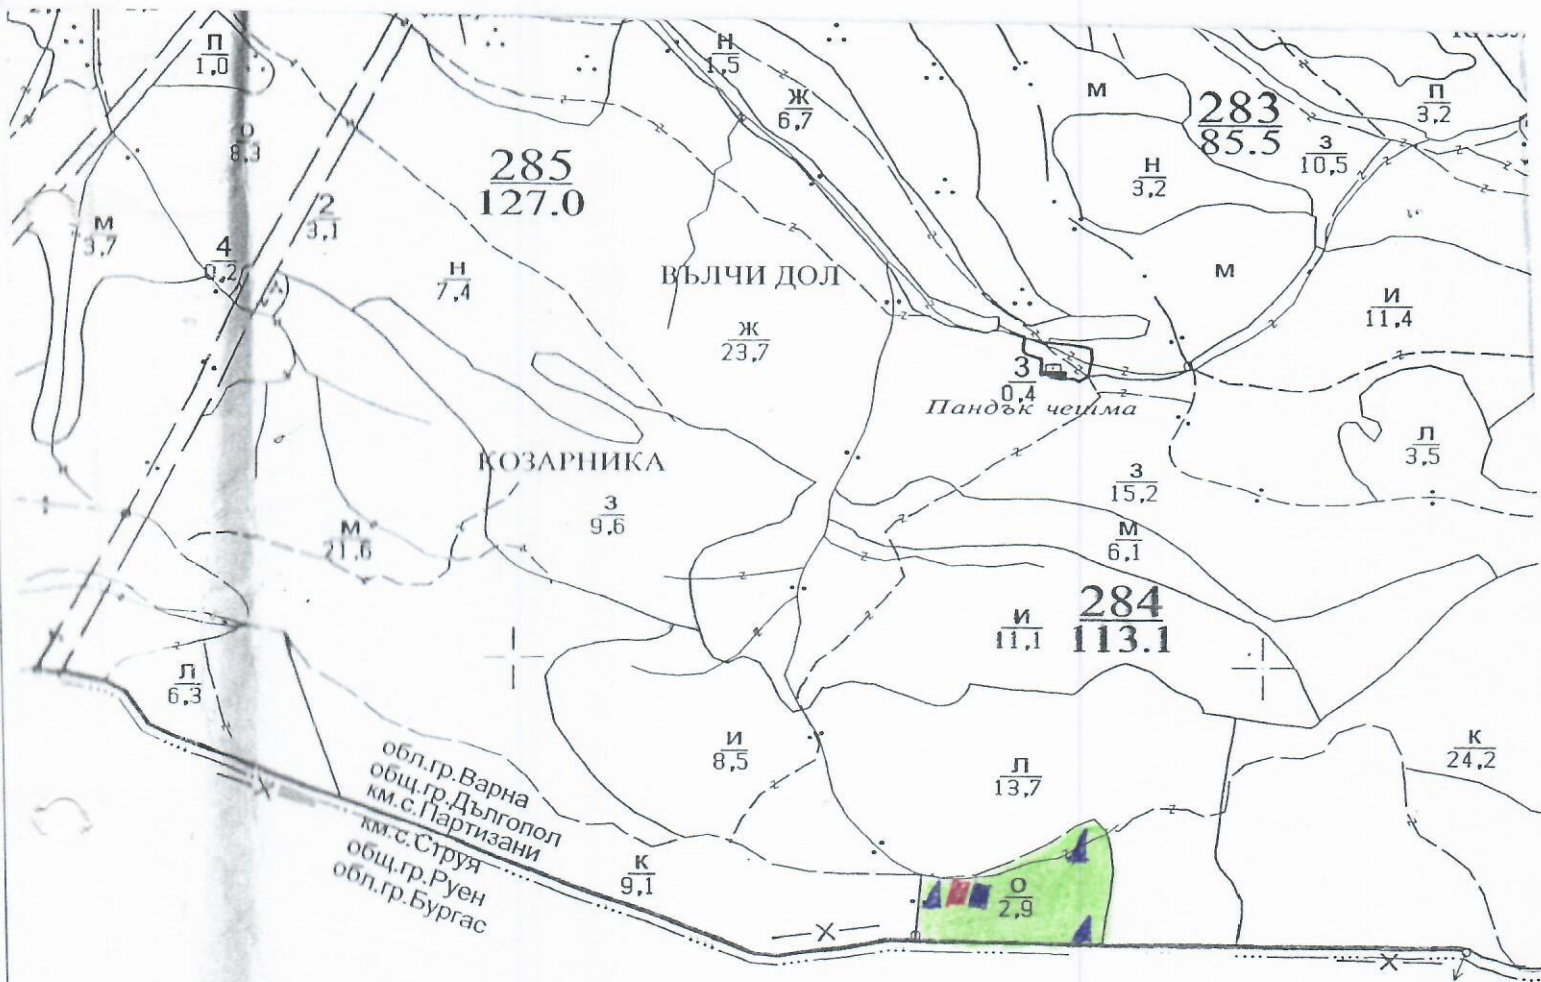 П
1,0
О
8,3
Н
1,5
Ж
6,7
М
283
85.5
П
3,2
З
10,5
Н
3,2
285
127.0
М
3,7
2
3,1
4
0,2
Н
7,4
ВЪЛЧИ ДОЛ
М
И
11,4
Ж
23,7
З
0,4
Пандък чешма
Л
3,5
КОЗАРНИКА
З
9,6
З
15,2
М
21,6
М
6,1
284
113.1
И
11,1
Л
6,3
И
8,5
Л
13,7
К
24,2
обл.гр.Варна
общ.гр.Дългопол
км.с.Партизани
км.с.Струя
общ.гр.Руен
обл.гр.Бургас
К
9,1
О
2,9